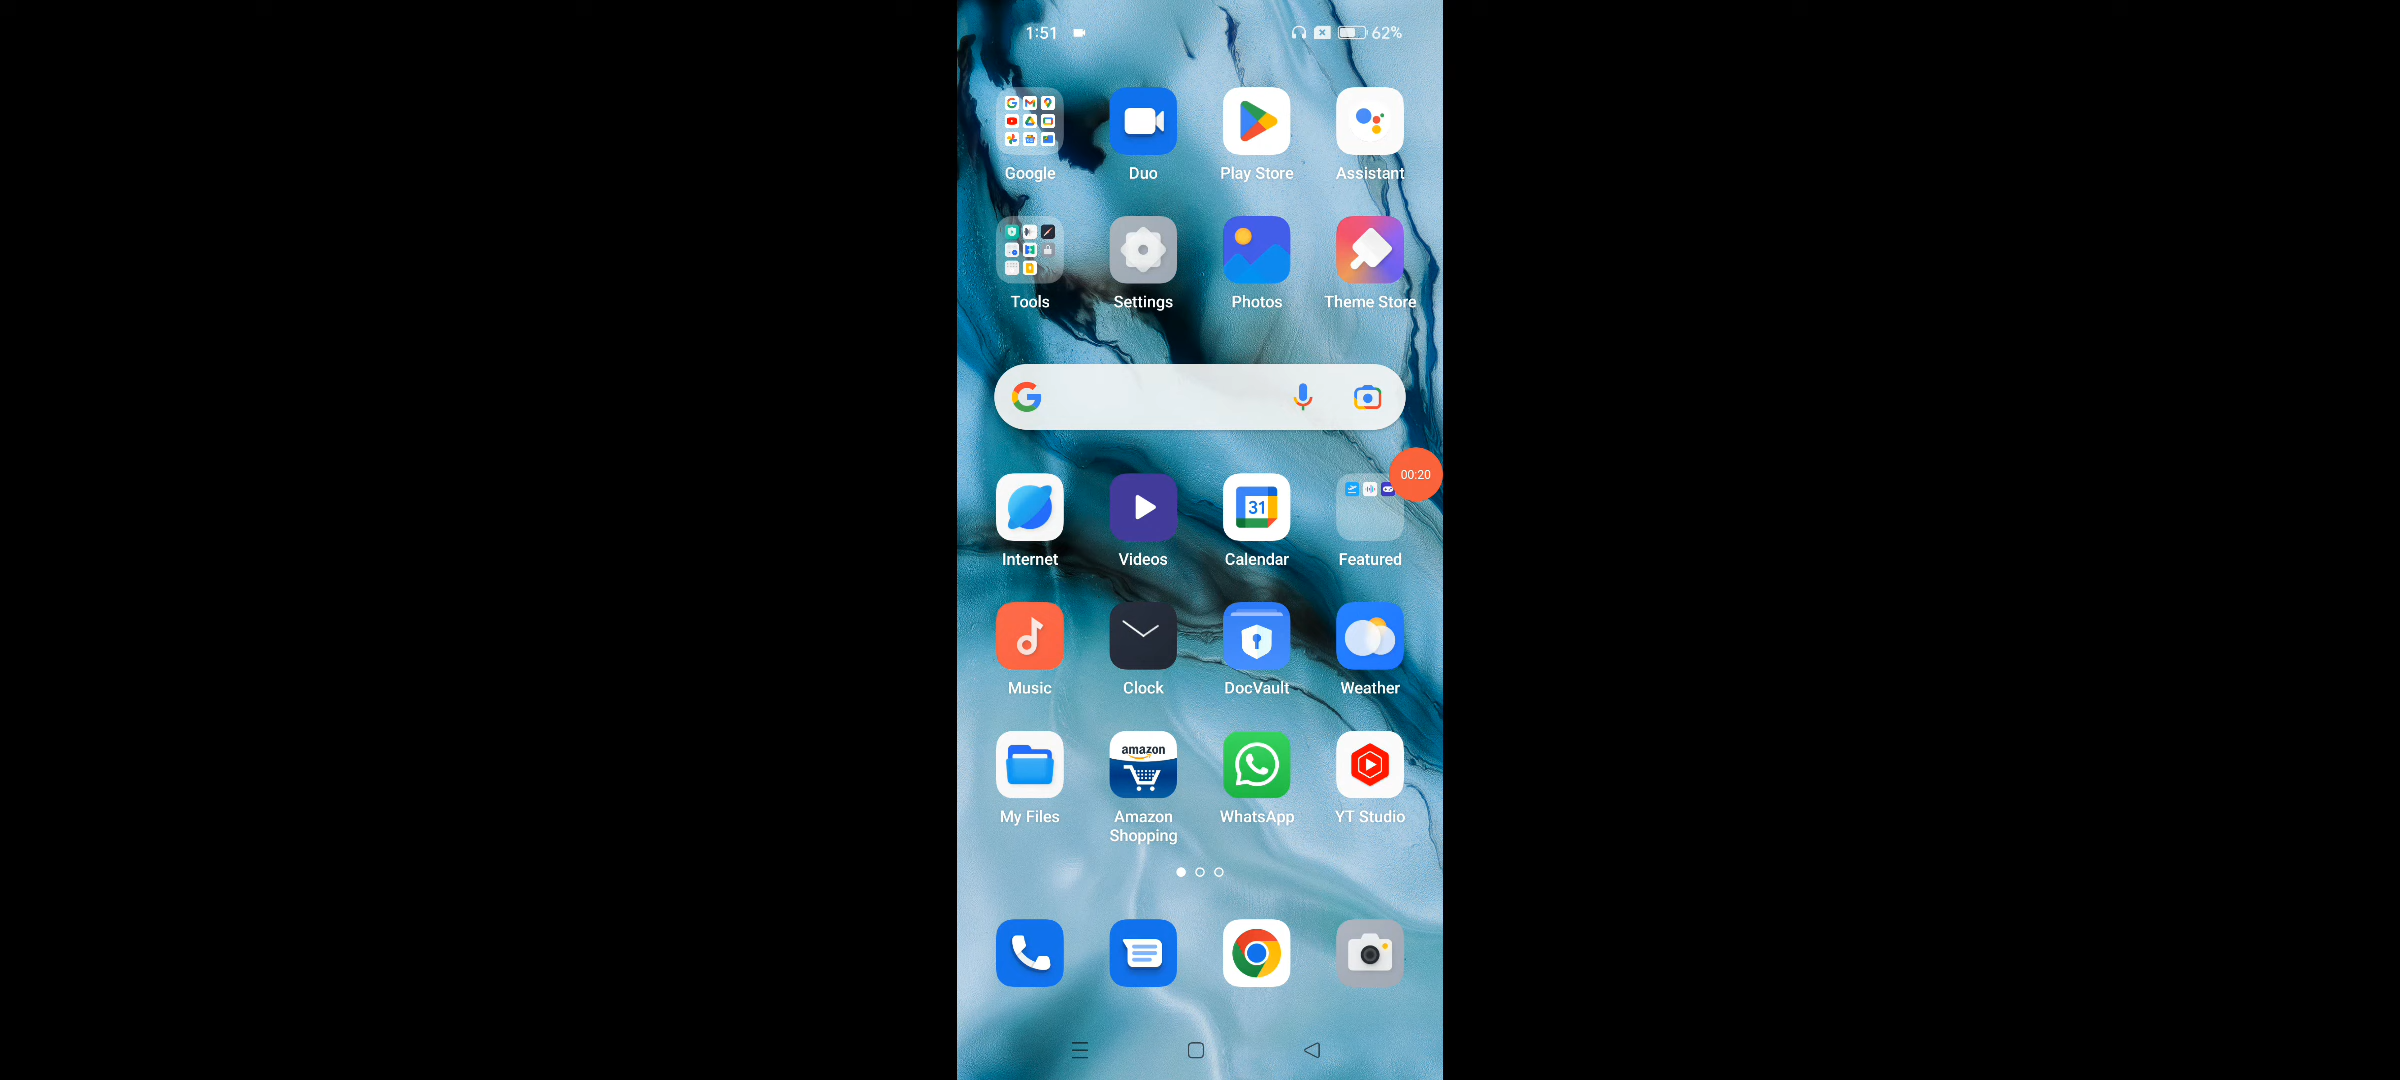 1:51 62%
Google Duo Play Store Assistant
Tools Settings Photos Theme Store
00:20
31
Internet Videos Calendar Featured
Music Clock DocVault Weather
amazon
My Files Amazon Shopping WhatsApp YT Studio